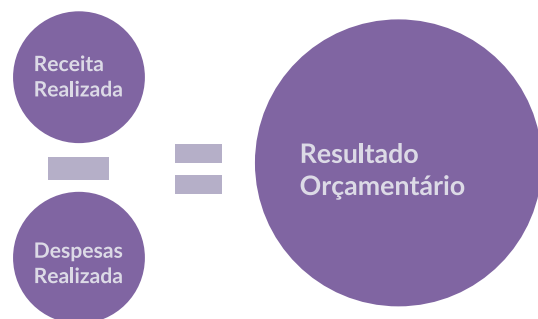 Receita
Realizada
Despesas
Realizada
Resultado
Orçamentário